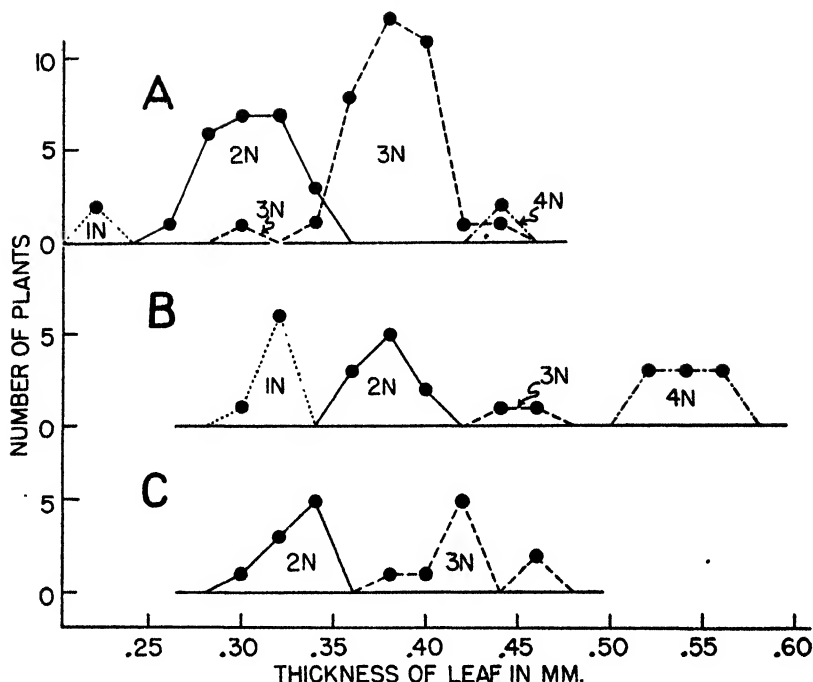 10
A
2N
3N
5
3N
4N
1N
0
B
5
3N
1N
2N
4N
0
C
5
2N
3N
0
NUMBER OF PLANTS
.25 .30 .35 .40 .45 .50 .55 .60
THICKNESS OF LEAF IN MM.